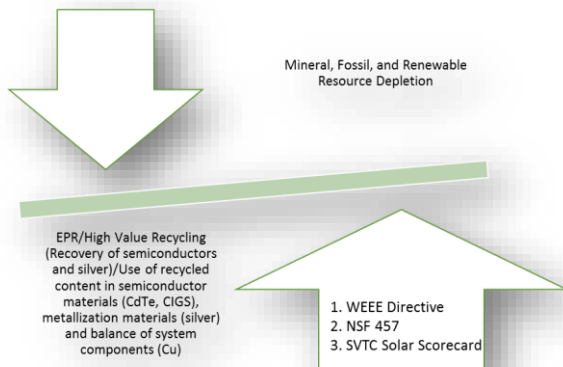 Mineral, Fossil, and Renewable
Resource Depletion
EPR/High Value Recycling
(Recovery of semiconductors
and silver)/Use of recycled
content in semiconductor
materials (CdTe, CIGS),
metallization materials (silver)
and balance of system
components (Cu)
1. WEEE Directive
2. NSF 457
3. SVTC Solar Scorecard